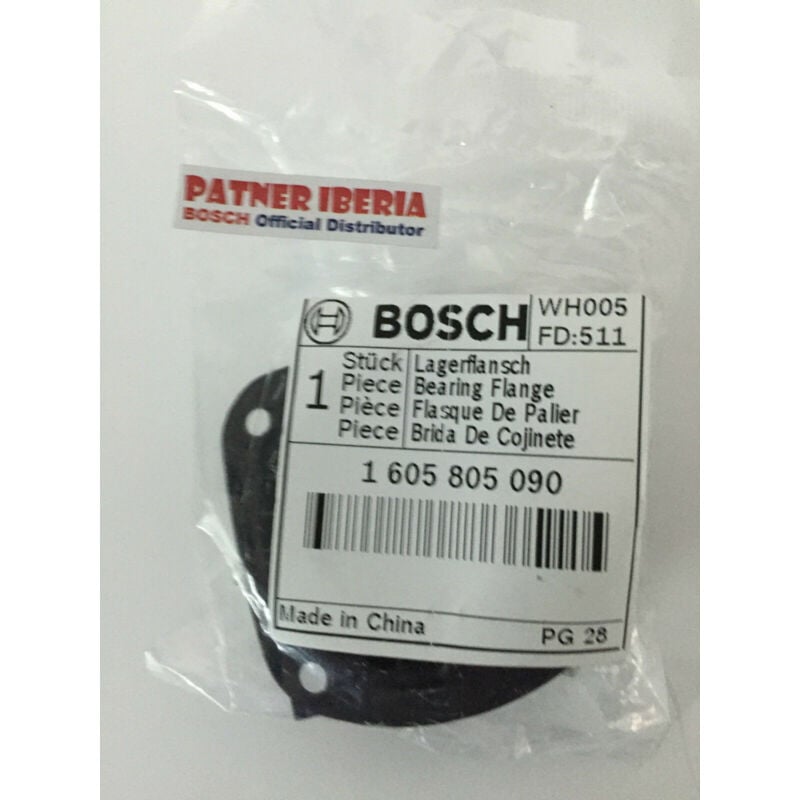 PATNER IBERIA
BOSCH Official Distributor
BOSCH
WH005
FD:511
1
Stück Lagerflansch
Piece Bearing Flange
Pièce Flasque De Palier
Piece Brida De Cojinete
1 605 805 090
Made in China
PG 28